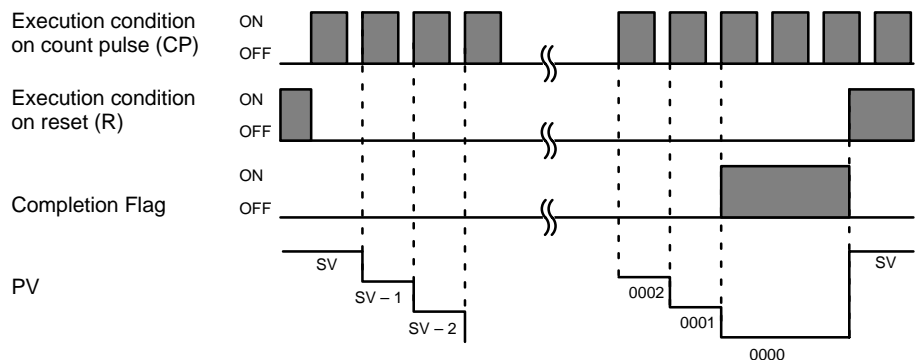 Execution condition
on count pulse (CP)
ON
OFF
Execution condition
on reset (R)
ON
OFF
Completion Flag
ON
OFF
PV
SV
SV – 1
SV – 2
0002
0001
0000
SV